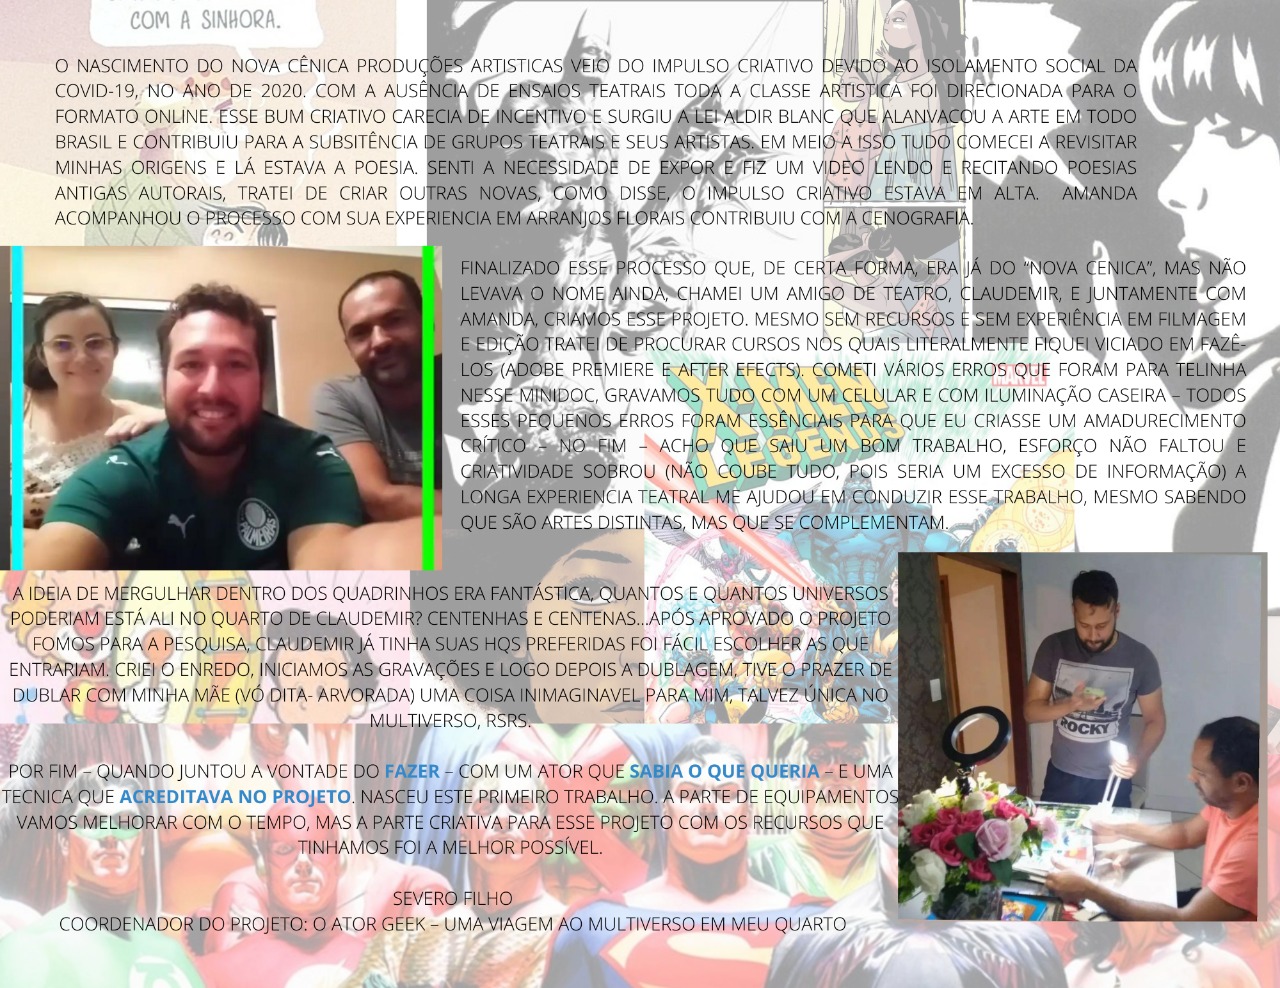 COM A SINHORA.
O NASCIMENTO DO NOVA CÊNICA PRODUÇÕES ARTISTICAS VEIO DO IMPULSO CRIATIVO DEVIDO AO ISOLAMENTO SOCIAL DA
COVID-19, NO ANO DE 2020. COM A AUSÊNCIA DE ENSAIOS TEATRAIS TODA A CLASSE ARTISTICA FOI DIRECIONADA PARA O
FORMATO ONLINE. ESSE BUM CRIATIVO CARECIA DE INCENTIVO E SURGIU A LEI ALDIR BLANC QUE ALANVACOU A ARTE EM TODO
BRASIL E CONTRIBUIU PARA A SUBSITÊNCIA DE GRUPOS TEATRAIS E SEUS ARTISTAS. EM MEIO A ISSO TUDO COMECEI A REVISITAR
MINHAS ORIGENS E LÁ ESTAVA A POESIA. SENTI A NECESSIDADE DE EXPOR E FIZ UM VIDEO LENDO E RECITANDO POESIAS
ANTIGAS AUTORAIS, TRATEI DE CRIAR OUTRAS NOVAS, COMO DISSE, O IMPULSO CRIATIVO ESTAVA EM ALTA. AMANDA
ACOMPANHOU O PROCESSO COM SUA EXPERIENCIA EM ARRANJOS FLORAIS CONTRIBUIU COM A CENOGRAFIA.
FINALIZADO ESSE PROCESSO QUE, DE CERTA FORMA, ERA JÁ DO “NOVA CENICA”, MAS NÃO
LEVAVA O NOME AINDA, CHAMEI UM AMIGO DE TEATRO, CLAUDEMIR, E JUNTAMENTE COM
AMANDA, CRIAMOS ESSE PROJETO. MESMO SEM RECURSOS E SEM EXPERIÊNCIA EM FILMAGEM
E EDIÇÃO TRATEI DE PROCURAR CURSOS NOS QUAIS LITERALMENTE FIQUEI VICIADO EM FAZÊ-
LOS (ADOBE PREMIERE E AFTER EFECTS). COMETI VÁRIOS ERROS QUE FORAM PARA TELINHA
NESSE MINIDOC, GRAVAMOS TUDO COM UM CELULAR E COM ILUMINAÇÃO CASEIRA – TODOS
ESSES PEQUENOS ERROS FORAM ESSENCIAIS PARA QUE EU CRIASSE UM AMADURECIMENTO
CRÍTICO - NO FIM – ACHO QUE SAIU UM BOM TRABALHO, ESFORÇO NÃO FALTOU E
CRIATIVIDADE SOBROU (NÃO COUBE TUDO, POIS SERIA UM EXCESSO DE INFORMAÇÃO) A
LONGA EXPERIENCIA TEATRAL ME AJUDOU EM CONDUZIR ESSE TRABALHO, MESMO SABENDO
QUE SÃO ARTES DISTINTAS, MAS QUE SE COMPLEMENTAM.
X-MEN
LEGENDS
MARVEL
PALMEIRAS
A IDEIA DE MERGULHAR DENTRO DOS QUADRINHOS ERA FANTÁSTICA, QUANTOS E QUANTOS UNIVERSOS
PODERIAM ESTÁ ALI NO QUARTO DE CLAUDEMIR? CENTENHAS E CENTENAS...APÓS APROVADO O PROJETO
FOMOS PARA A PESQUISA, CLAUDEMIR JÁ TINHA SUAS HQS PREFERIDAS FOI FÁCIL ESCOLHER AS QUE
ENTRARIAM. CRIEI O ENREDO, INICIAMOS AS GRAVAÇÕES E LOGO DEPOIS A DUBLAGEM. TIVE O PRAZER DE
DUBLAR COM MINHA MÃE (VÓ DITA- ARVORADA) UMA COISA INIMAGINAVEL PARA MIM, TALVEZ ÚNICA NO
MULTIVERSO, RSRS.
ROCKY
POR FIM – QUANDO JUNTOU A VONTADE DO FAZER – COM UM ATOR QUE SABIA O QUE QUERIA – E UMA
TECNICA QUE ACREDITAVA NO PROJETO. NASCEU ESTE PRIMEIRO TRABALHO. A PARTE DE EQUIPAMENTOS
VAMOS MELHORAR COM O TEMPO, MAS A PARTE CRIATIVA PARA ESSE PROJETO COM OS RECURSOS QUE
TINHAMOS FOI A MELHOR POSSÍVEL.
SEVERO FILHO
COORDENADOR DO PROJETO: O ATOR GEEK – UMA VIAGEM AO MULTIVERSO EM MEU QUARTO